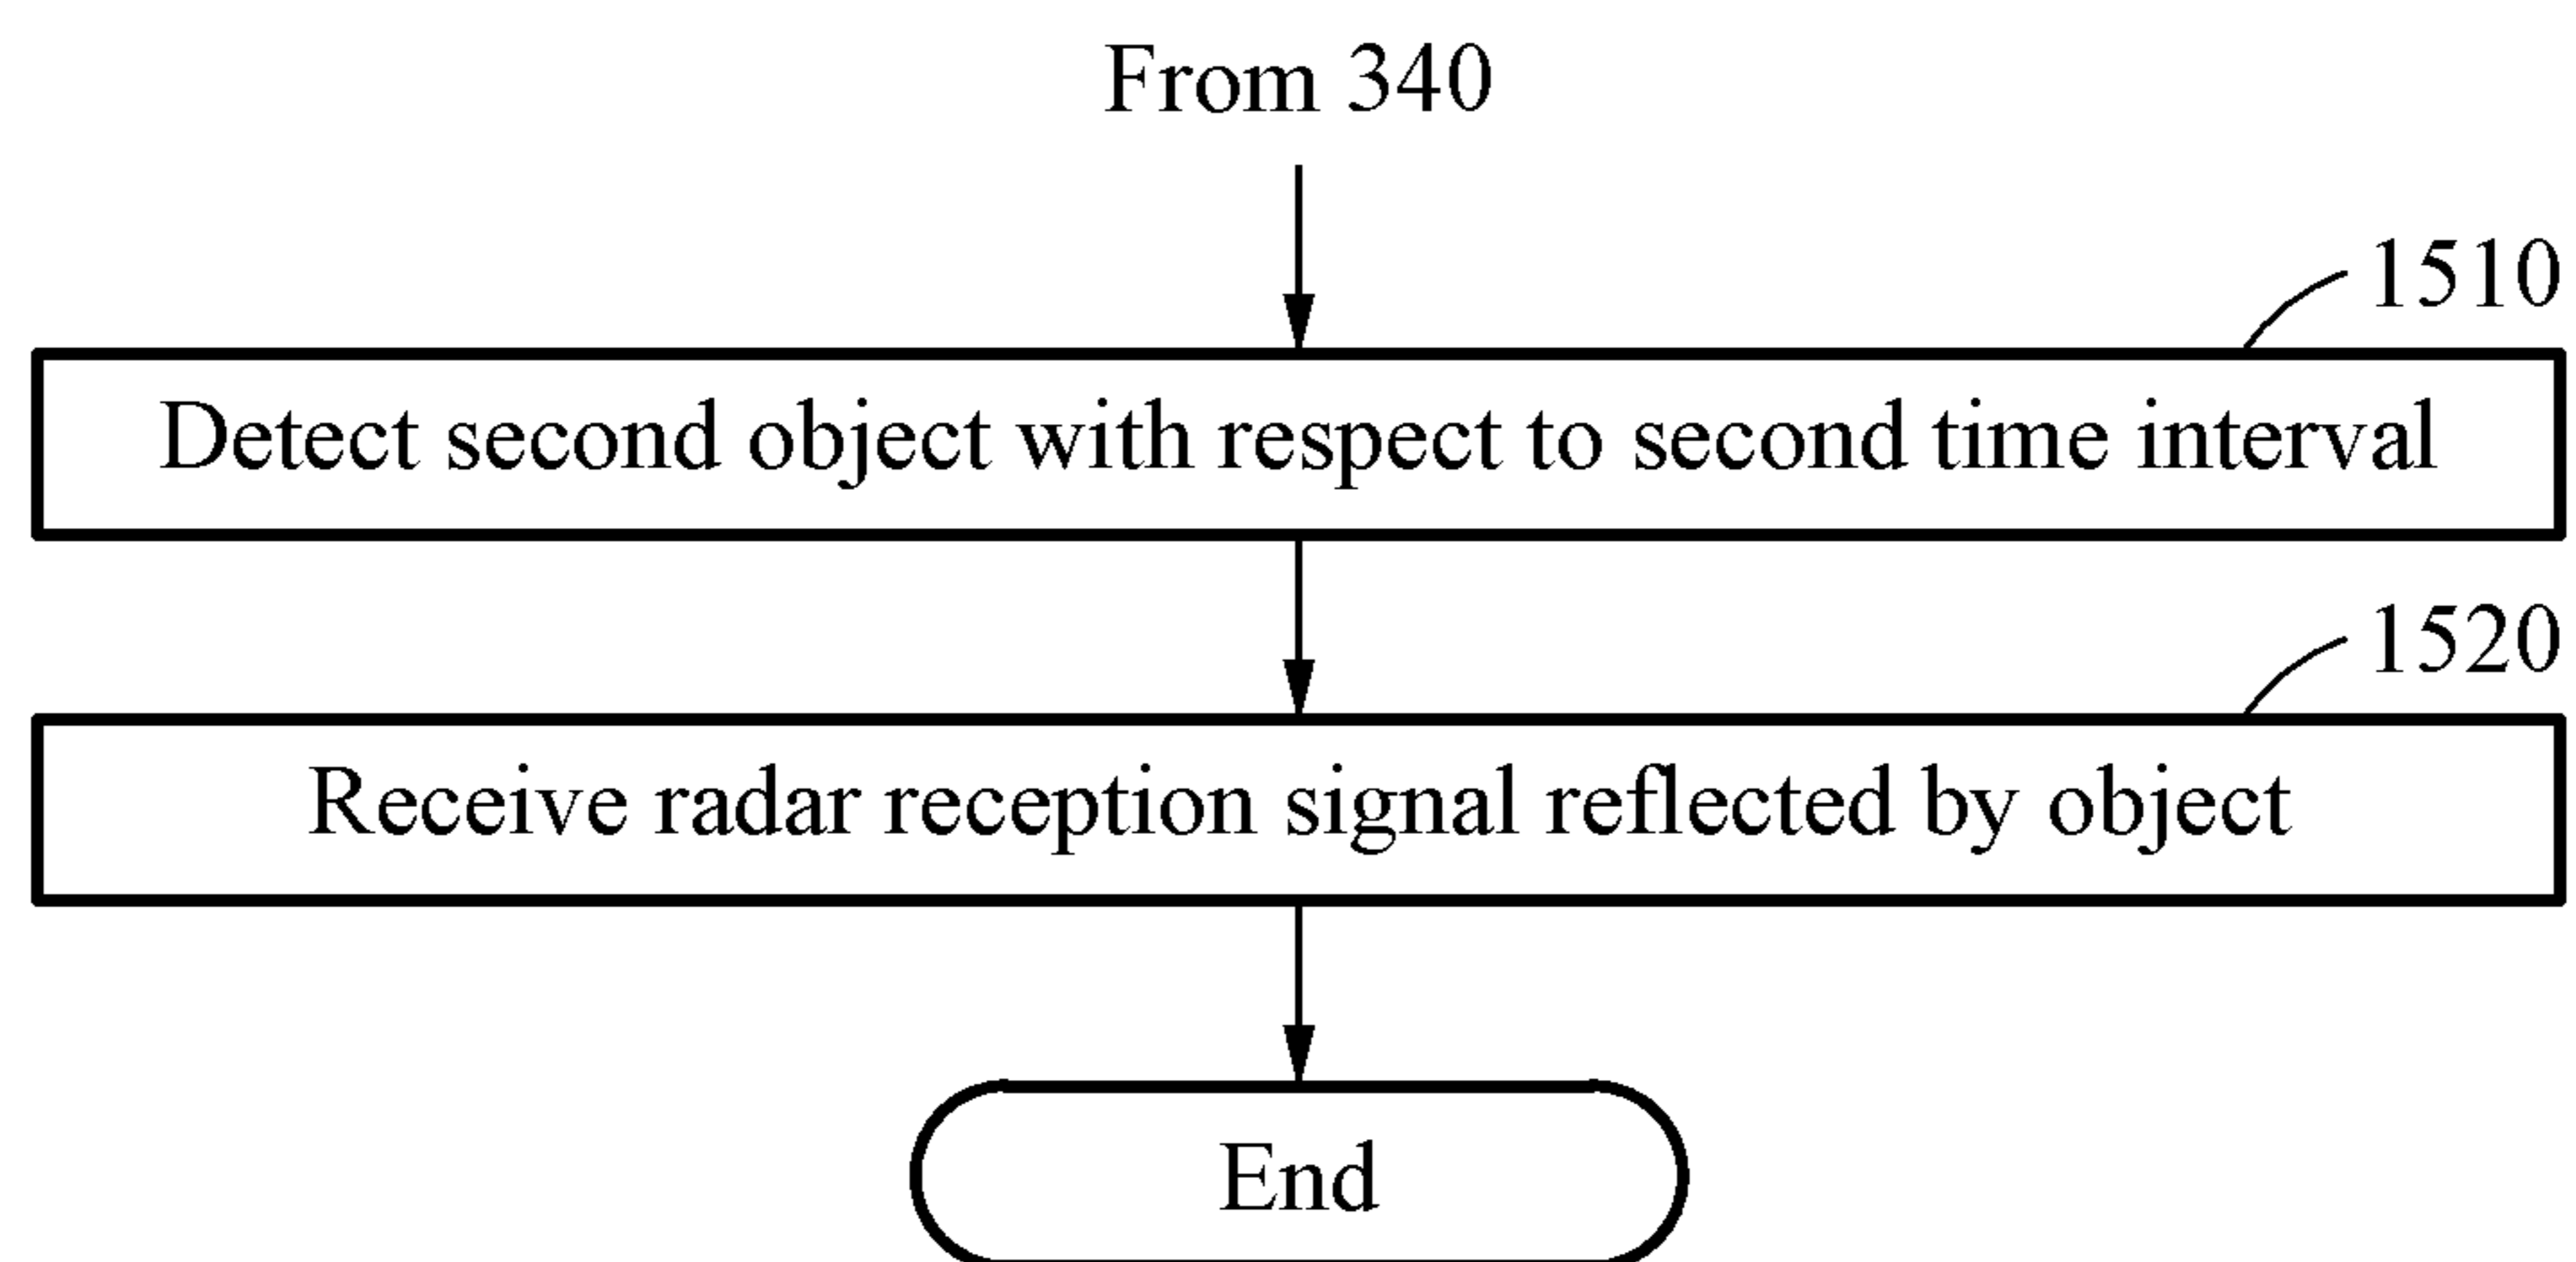 From 340
1510
Detect second object with respect to second time interval
1520
Receive radar reception signal reflected by object
End